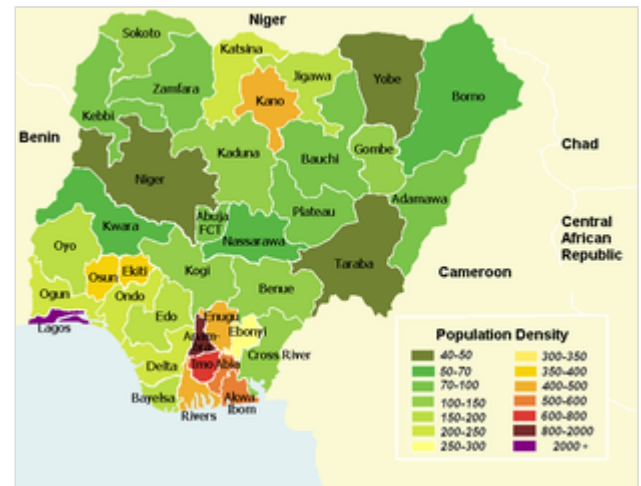 Niger
Sokoto
Katsina
Jigawa
Yobe
Borno
Zamfara
Kano
Kebbi
Benin
Chad
Kaduna
Bauchi
Gombe
Niger
Adamawa
Abuja
FCT
Plateau
Kwara
Nassarawa
Central
African
Republic
Oyo
Taraba
Cameroon
Osun
Ekiti
Kogi
Benue
Ogun
Ondo
Lagos
Edo
Enugu
Anam-
bra
Ebonyi
Cross River
Delta
Imo
Abia
Bayelsa
Rivers
Akwa
Ibom
Population Density
40-50
50-70
70-100
100-150
150-200
200-250
250-300
300-350
350-400
400-500
500-600
600-800
800-2000
2000 +